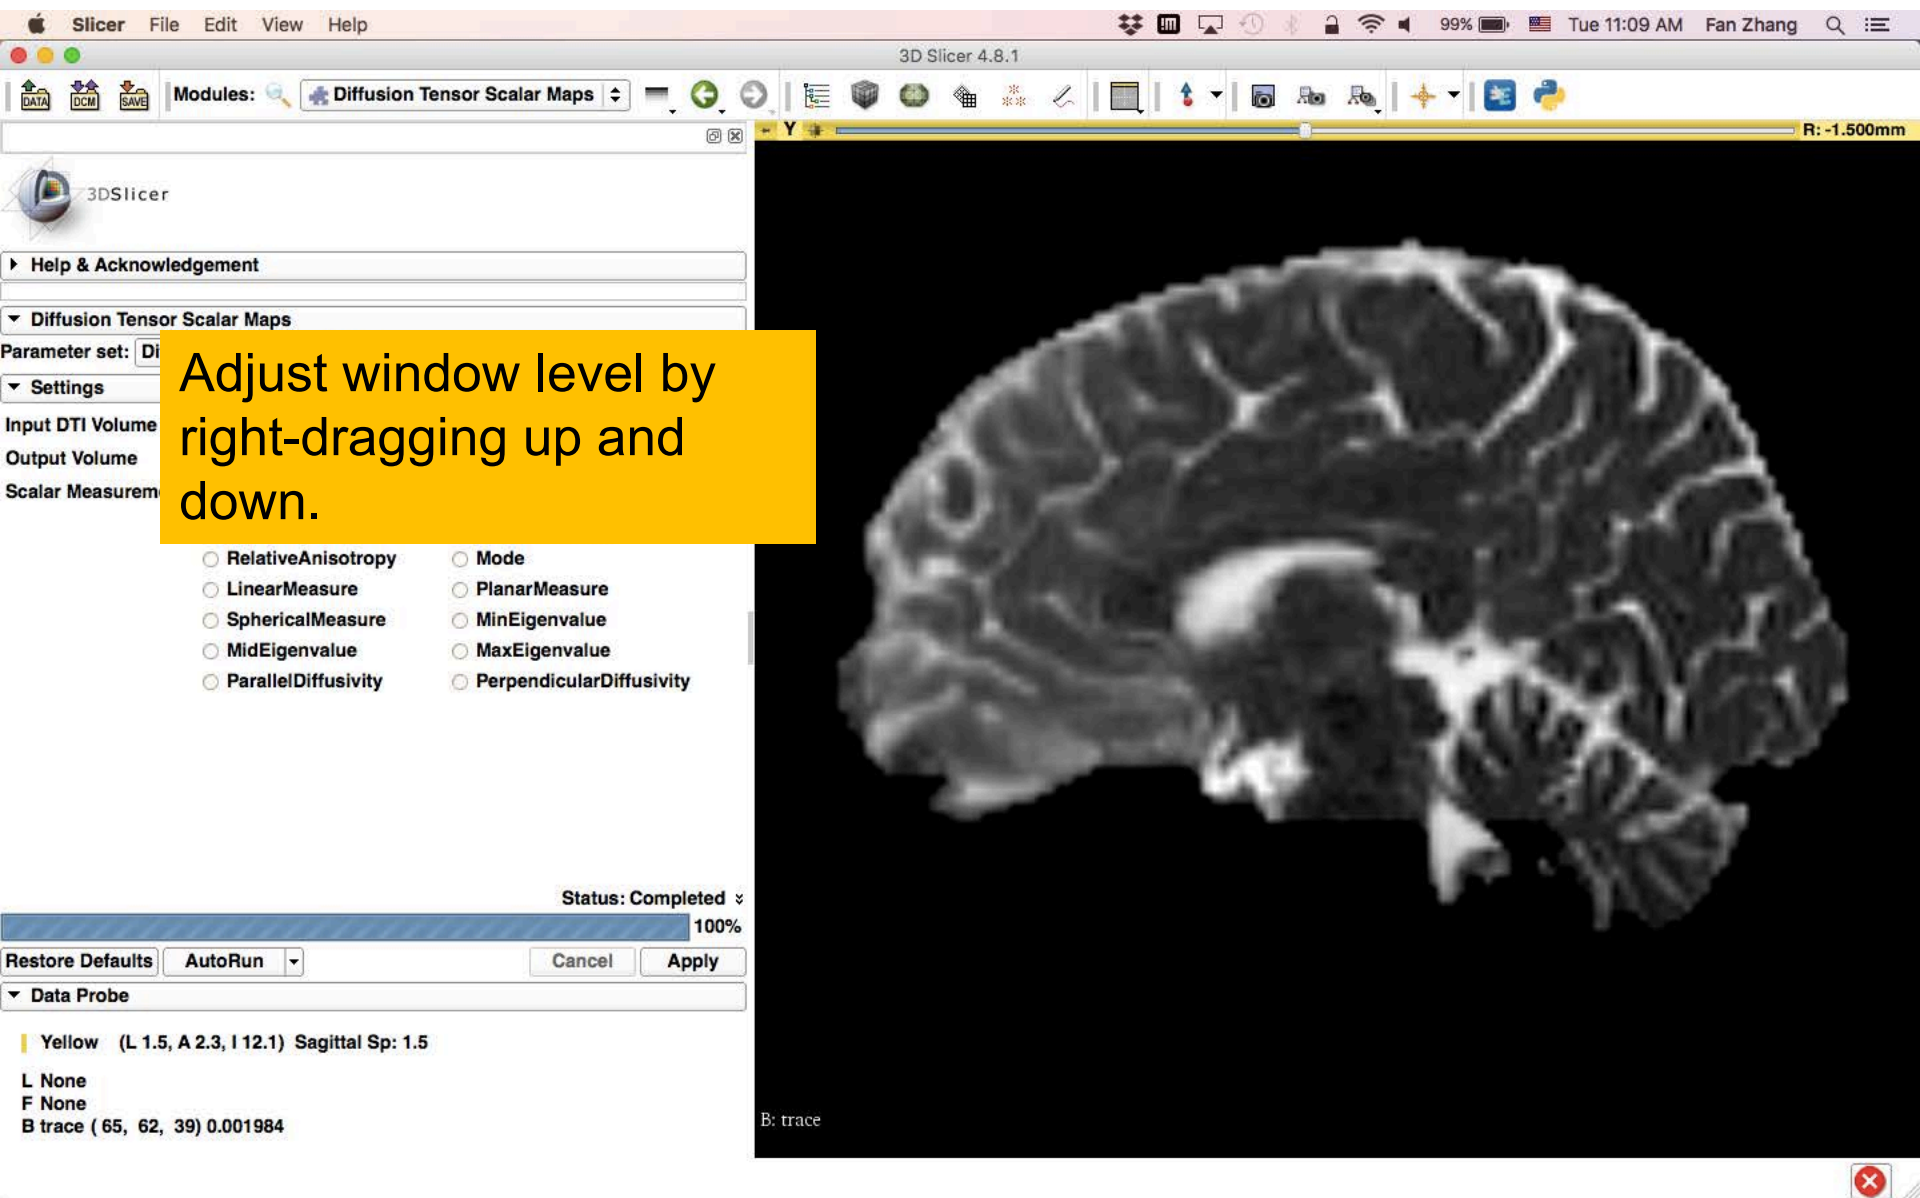 Slicer File Edit View Help 99% Tue 11:09 AM Fan Zhang
3D Slicer 4.8.1
DATA DCM SAVE Modules: Diffusion Tensor Scalar Maps
Y R: -1.500mm
3DSlicer
Help & Acknowledgement
Diffusion Tensor Scalar Maps
Parameter set: Di
Settings
Input DTI Volume
Output Volume
Scalar Measurem
Adjust window level by
right-dragging up and
down.
RelativeAnisotropy Mode
LinearMeasure PlanarMeasure
SphericalMeasure MinEigenvalue
MidEigenvalue MaxEigenvalue
ParallelDiffusivity PerpendicularDiffusivity
Status: Completed
100%
Restore Defaults AutoRun Cancel Apply
Data Probe
Yellow (L 1.5, A 2.3, I 12.1) Sagittal Sp: 1.5
L None
F None
B trace ( 65, 62, 39) 0.001984
B: trace